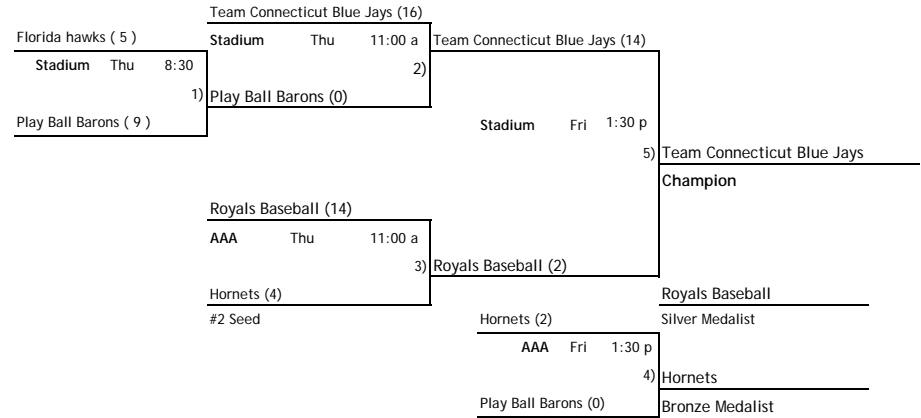 Team Connecticut Blue Jays (16)
Florida hawks ( 5 )
Stadium Thu 11:00 a
Team Connecticut Blue Jays (14)
Stadium Thu 8:30
2)
1)
Play Ball Barons (0)
Play Ball Barons ( 9 )
Stadium Fri 1:30 p
5)
Team Connecticut Blue Jays
Champion
Royals Baseball (14)
AAA Thu 11:00 a
3)
Royals Baseball (2)
Hornets (4)
Royals Baseball
#2 Seed
Hornets (2)
Silver Medalist
AAA Fri 1:30 p
4)
Hornets
Play Ball Barons (0)
Bronze Medalist